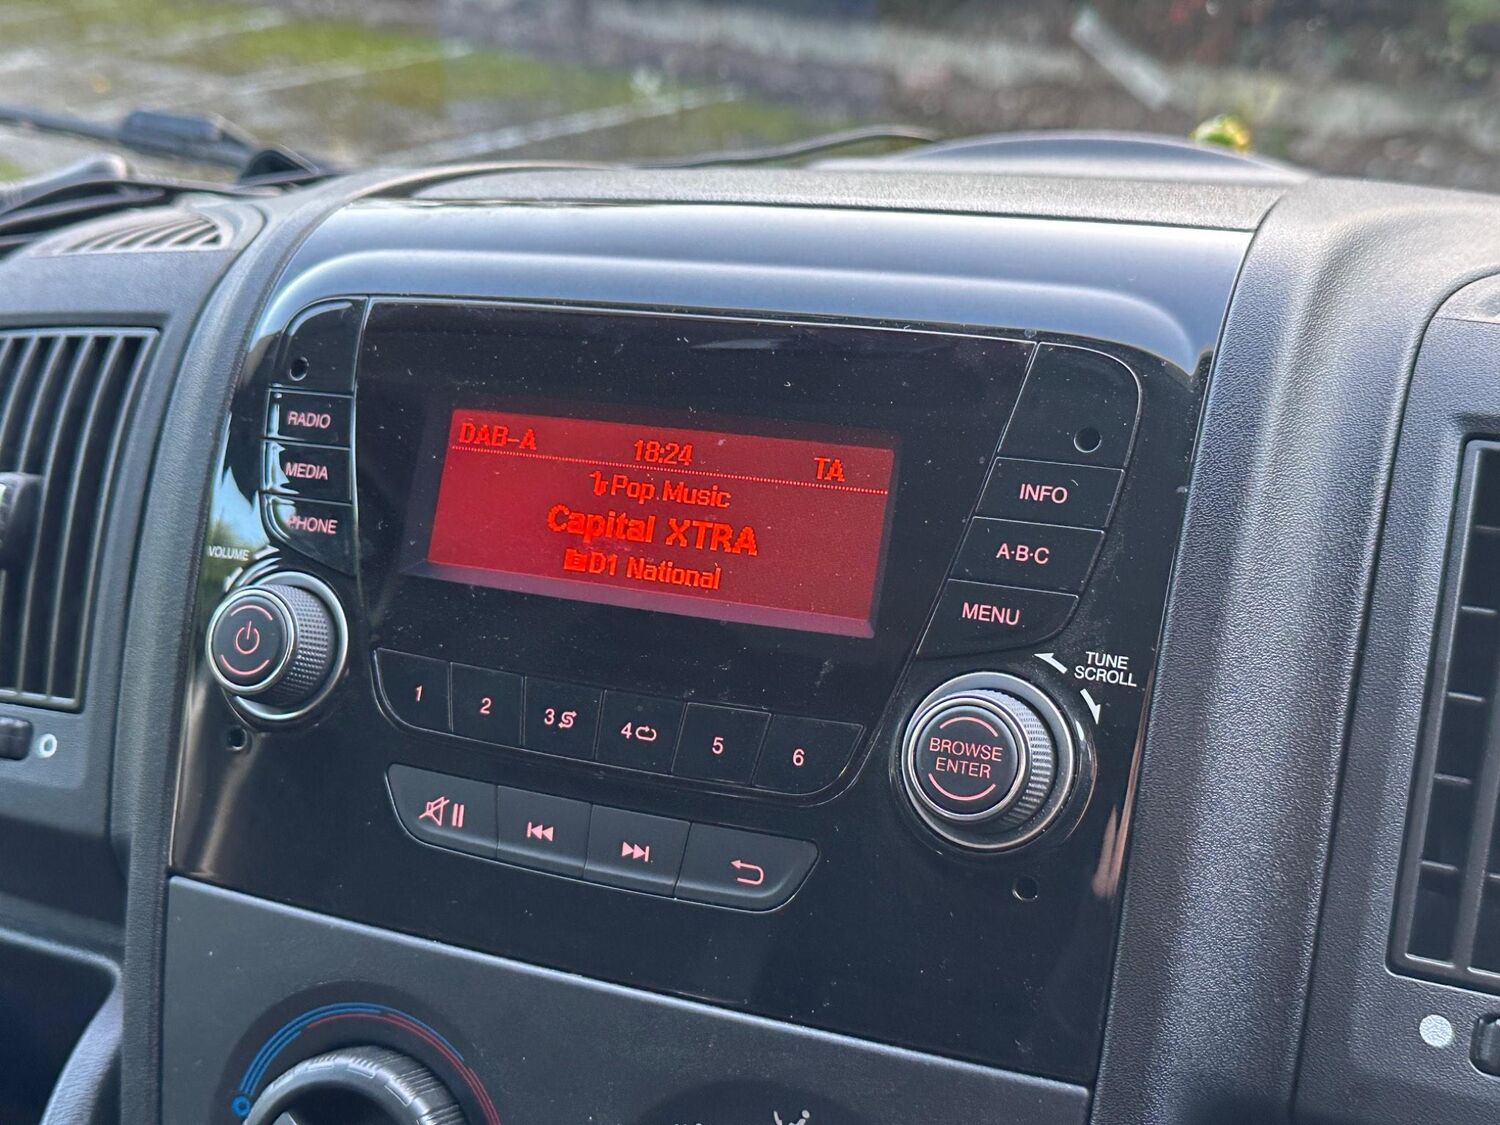 DAB-A 18:24 TA
Pop Music
Capital XTRA
D1 National
RADIO
MEDIA
PHONE
VOLUME
INFO
A·B·C
MENU
TUNE
SCROLL
BROWSE
ENTER
1 2 3 4 5 6